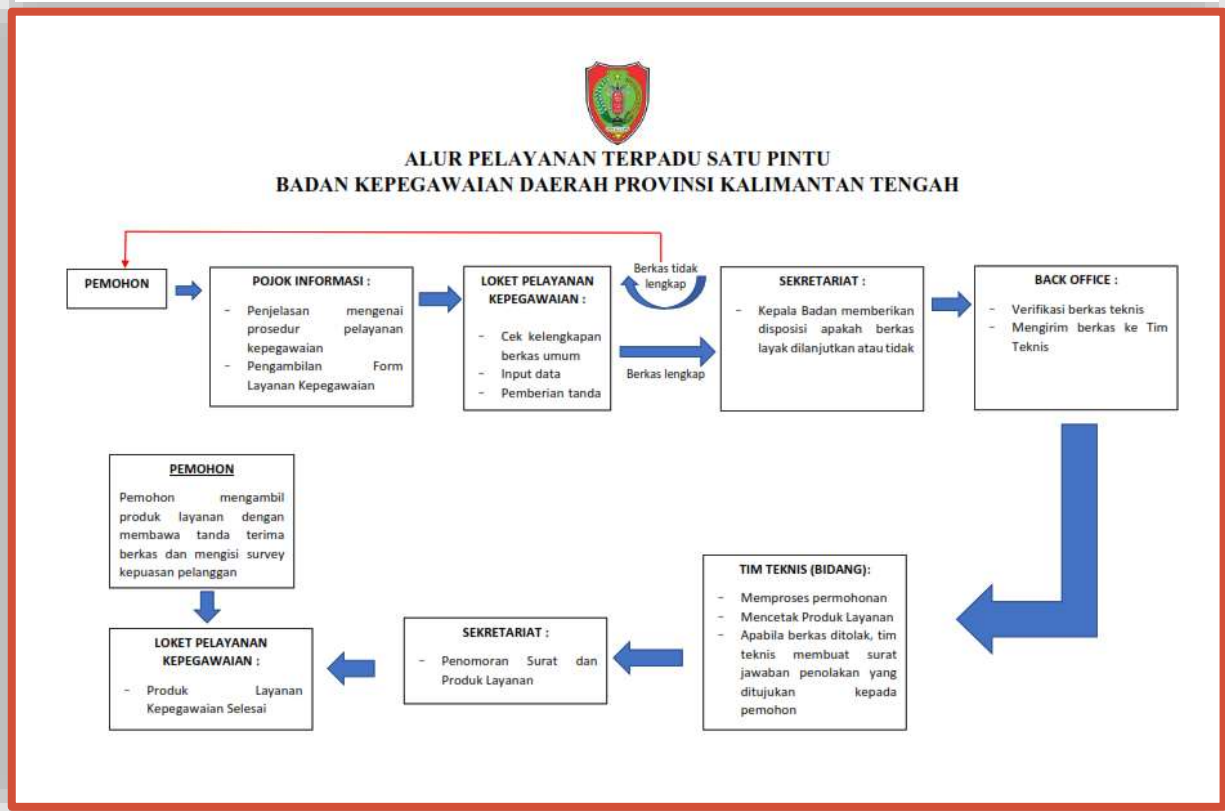 ALUR PELAYANAN TERPADU SATU PINTU
BADAN KEPEGAWAIAN DAERAH PROVINSI KALIMANTAN TENGAH
PEMOHON
POJOK INFORMASI :
- Penjelasan mengenai
prosedur pelayanan
kepegawaian
- Pengambilan Form
Layanan Kepegawaian
LOKET PELAYANAN
KEPEGAWAIAN :
- Cek kelengkapan
berkas umum
- Input data
- Pemberian tanda
Berkas tidak
lengkap
Berkas lengkap
SEKRETARIAT :
- Kepala Badan memberikan
disposisi apakah berkas
layak dilanjutkan atau tidak
BACK OFFICE :
- Verifikasi berkas teknis
- Mengirim berkas ke Tim
Teknis
PEMOHON
Pemohon mengambil
produk layanan dengan
membawa tanda terima
berkas dan mengisi survey
kepuasan pelanggan
LOKET PELAYANAN
KEPEGAWAIAN :
- Produk Layanan
Kepegawaian Selesai
SEKRETARIAT :
- Penomoran Surat dan
Produk Layanan
TIM TEKNIS (BIDANG):
- Memproses permohonan
- Mencetak Produk Layanan
- Apabila berkas ditolak, tim
teknis membuat surat
jawaban penolakan yang
ditujukan kepada
pemohon